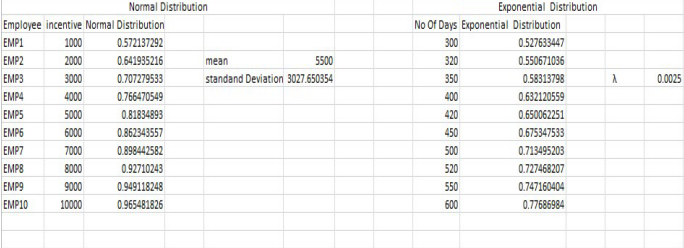 Normal Distribution Exponential Distribution
Employee incentive Normal Distribution No Of Days Exponential Distribution
EMP1 1000 0.572137292 300 0.527633447
EMP2 2000 0.641935216 mean 5500 320 0.550671036
EMP3 3000 0.707279533 standand Deviation 3027.650354 350 0.58313798 λ 0.0025
EMP4 4000 0.766470549 400 0.632120559
EMP5 5000 0.81834893 420 0.650062251
EMP6 6000 0.862343557 450 0.675347533
EMP7 7000 0.898442582 500 0.713495203
EMP8 8000 0.92710243 520 0.727468207
EMP9 9000 0.949118248 550 0.747160404
EMP10 10000 0.965481826 600 0.77686984